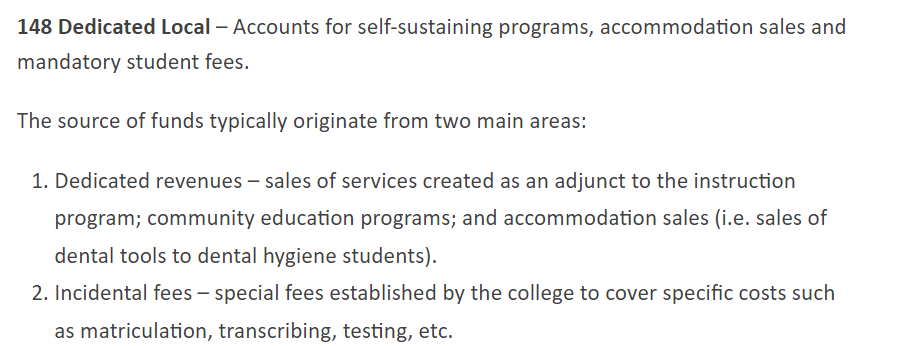 148 Dedicated Local – Accounts for self-sustaining programs, accommodation sales and
mandatory student fees.
The source of funds typically originate from two main areas:
1. Dedicated revenues – sales of services created as an adjunct to the instruction
program; community education programs; and accommodation sales (i.e. sales of
dental tools to dental hygiene students).
2. Incidental fees – special fees established by the college to cover specific costs such
as matriculation, transcribing, testing, etc.